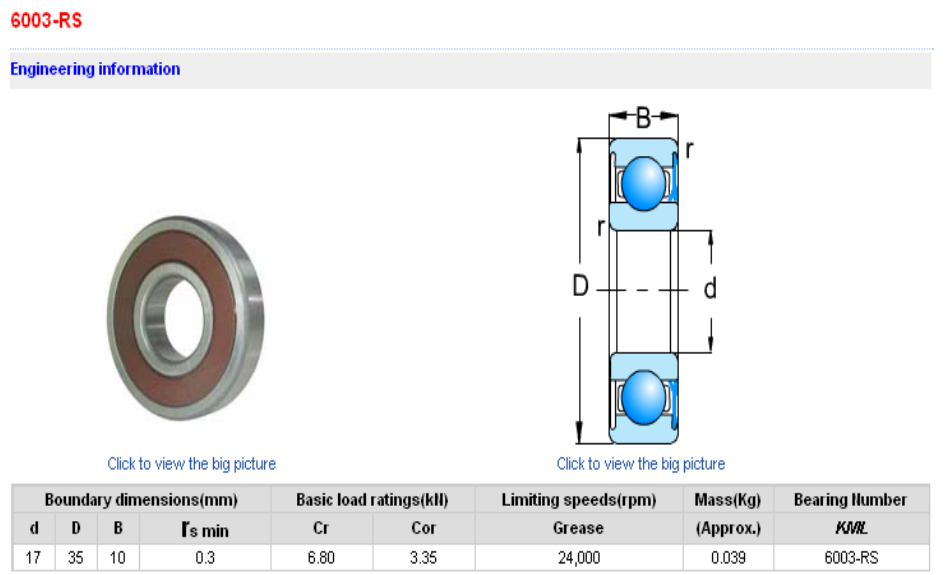 6003-RS
Engineering information
B
r
r
D
d
Click to view the big picture
Click to view the big picture
Boundary dimensions(mm) Basic load ratings(kN) Limiting speeds(rpm) Mass(Kg) Bearing Number
d D B rs min Cr Cor Grease (Approx.) KML
17 35 10 0.3 6.80 3.35 24,000 0.039 6003-RS